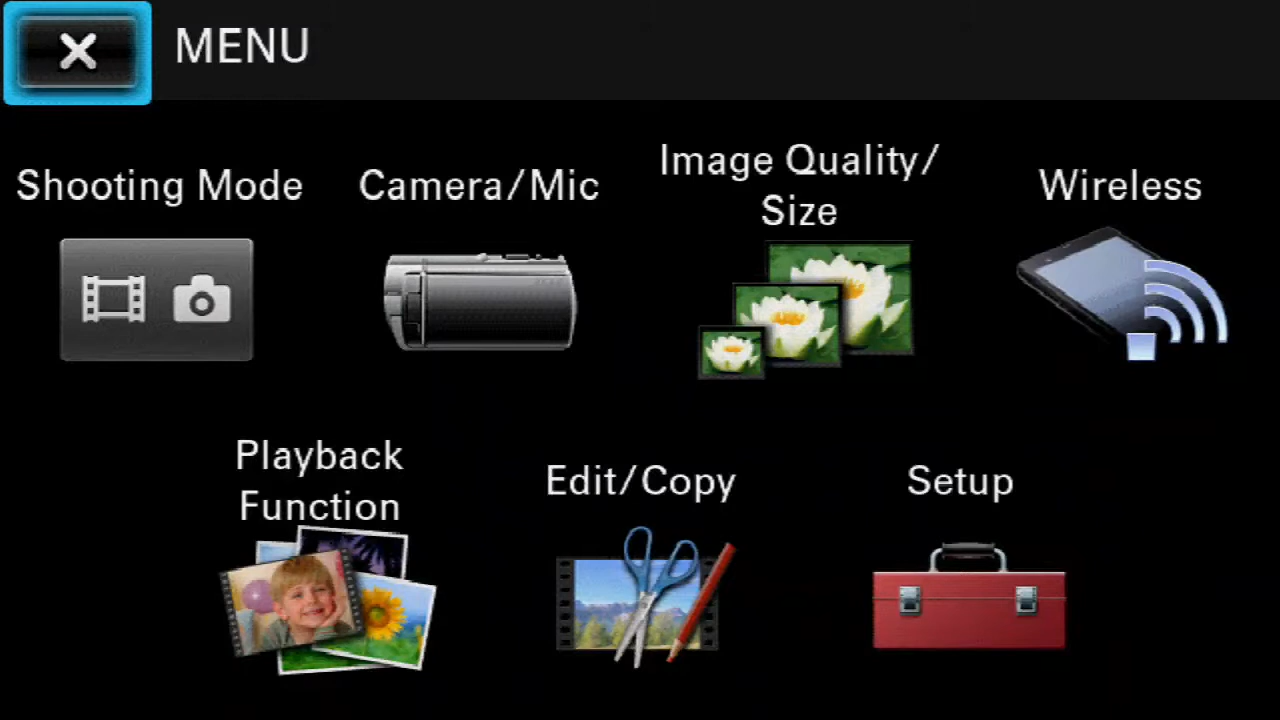 MENU
Shooting Mode
Camera/Mic
Image Quality/
Size
Wireless
Playback
Function
Edit/Copy
Setup